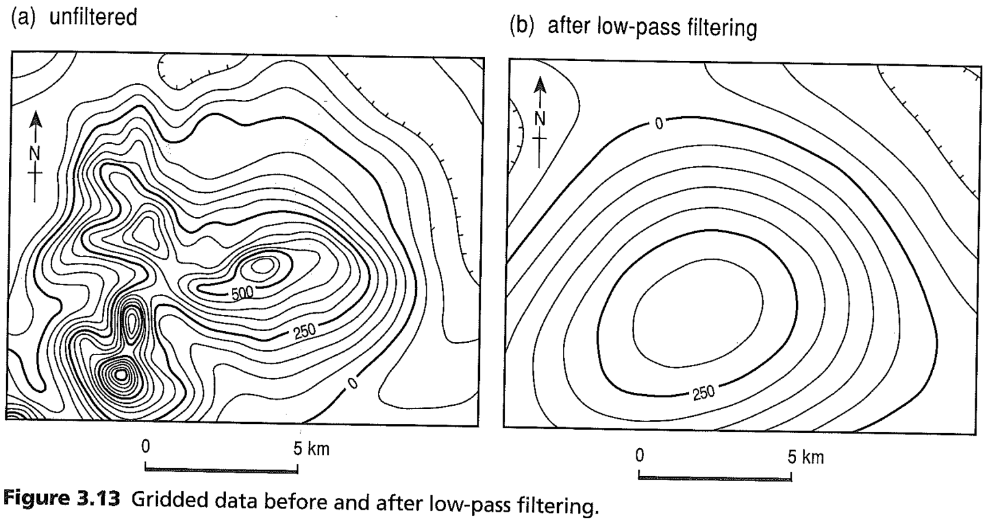 (a) unfiltered
(b) after low-pass filtering
N
500
250
0
0 5 km
N
0
250
0 5 km
Figure 3.13 Gridded data before and after low-pass filtering.